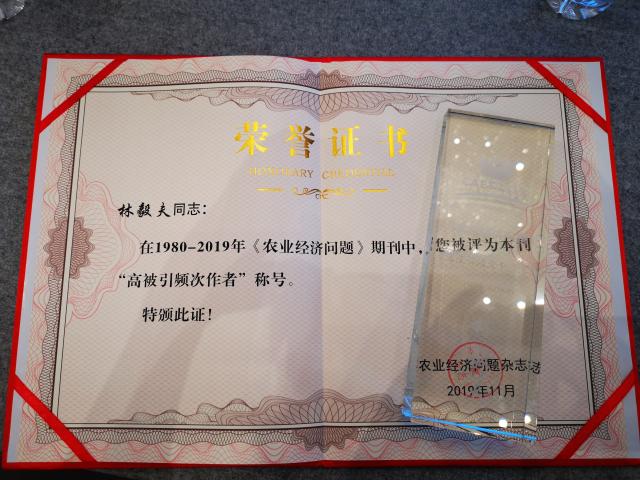 荣誉证书
HONORARY CREDENTIAL
林毅夫同志：
在1980-2019年《农业经济问题》期刊中，您被评为本刊
“高被引频次作者”称号。
特颁此证！
农业经济问题杂志社
2019年11月